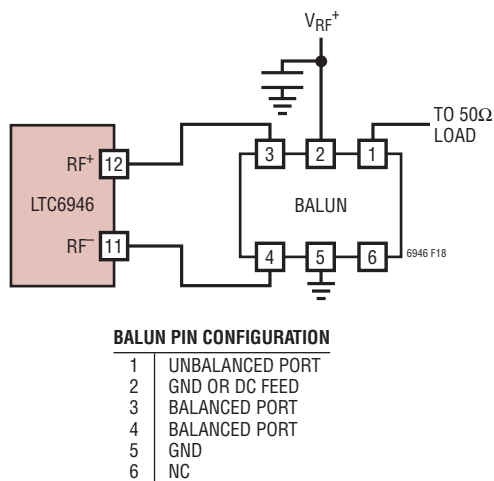 VRF+
TO 50Ω
LOAD
RF+ 12
3 2 1
LTC6946
BALUN
RF– 11
4 5 6
6946 F18
BALUN PIN CONFIGURATION
1 UNBALANCED PORT
2 GND OR DC FEED
3 BALANCED PORT
4 BALANCED PORT
5 GND
6 NC